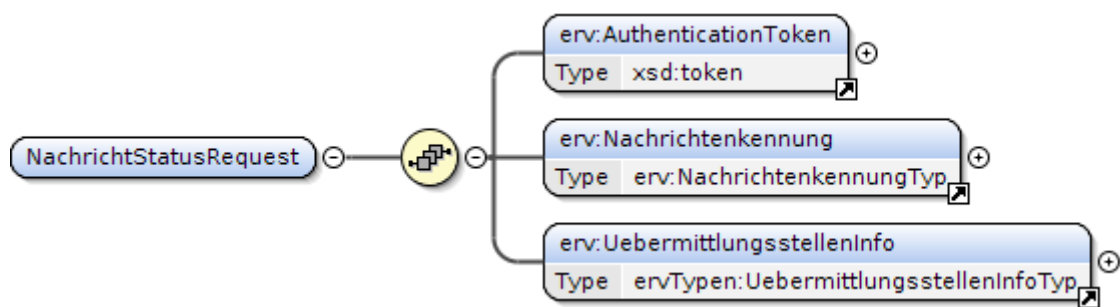 erv:AuthenticationToken
Type xsd:token
NachrichtStatusRequest
erv:Nachrichtenkennung
Type erv:NachrichtenkennungTyp
erv:UebermittlungsstellenInfo
Type ervTypen:UebermittlungsstellenInfoTyp